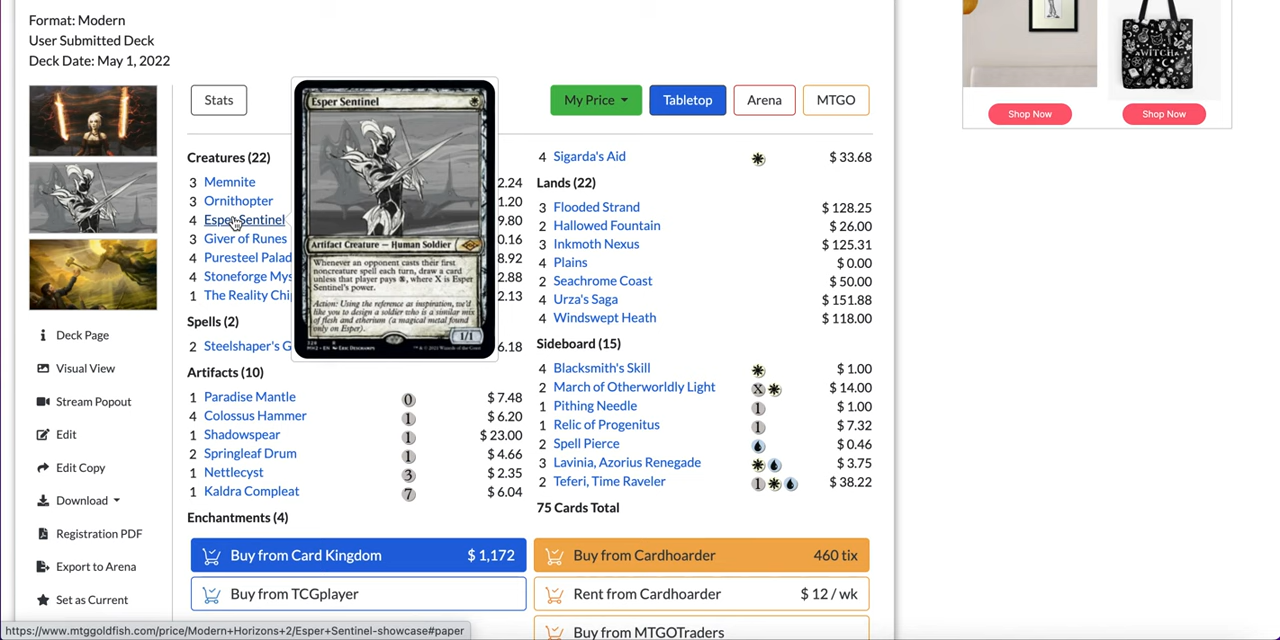 Format: Modern
User Submitted Deck
Deck Date: May 1, 2022
Stats
My Price
Tabletop
Arena
MTGO
Creatures (22)
3 Memnite 2.24
3 Ornithopter 1.20
4 Esper Sentinel 9.80
3 Giver of Runes 0.16
4 Puresteel Palad 8.92
4 Stoneforge Mys 2.88
1 The Reality Chi 2.13
Spells (2)
2 Steelshaper's G 6.18
Artifacts (10)
1 Paradise Mantle 0 $ 7.48
4 Colossus Hammer 1 $ 6.20
1 Shadowspear 1 $ 23.00
2 Springleaf Drum 1 $ 4.66
1 Nettlecyst 3 $ 2.35
1 Kaldra Compleat 7 $ 6.04
Enchantments (4)
Esper Sentinel
Artifact Creature — Human Soldier
Whenever an opponent casts their first
noncreature spell each turn, draw a card
unless that player pays X, where X is Esper
Sentinel's power.
Action: Using the reference as inspiration, we'd
like you to design a soldier who is a similar mix
of flesh and etherium (a magical metal found
only on Esper).
1/1
4 Sigarda's Aid $ 33.68
Lands (22)
3 Flooded Strand $ 128.25
2 Hallowed Fountain $ 26.00
3 Inkmoth Nexus $ 125.31
4 Plains $ 0.00
2 Seachrome Coast $ 50.00
4 Urza's Saga $ 151.88
4 Windswept Heath $ 118.00
Sideboard (15)
4 Blacksmith's Skill $ 1.00
2 March of Otherworldly Light X $ 14.00
1 Pithing Needle 1 $ 1.00
1 Relic of Progenitus 1 $ 7.32
2 Spell Pierce $ 0.46
3 Lavinia, Azorius Renegade $ 3.75
2 Teferi, Time Raveler 1 $ 38.22
75 Cards Total
Deck Page
Visual View
Stream Popout
Edit
Edit Copy
Download
Registration PDF
Export to Arena
Set as Current
Buy from Card Kingdom $ 1,172
Buy from Cardhoarder 460 tix
Buy from TCGplayer
Rent from Cardhoarder $ 12 / wk
Buy from MTGOTraders
https://www.mtggoldfish.com/price/Modern+Horizons+2/Esper+Sentinel-showcase#paper
WITCH
Shop Now
Shop Now